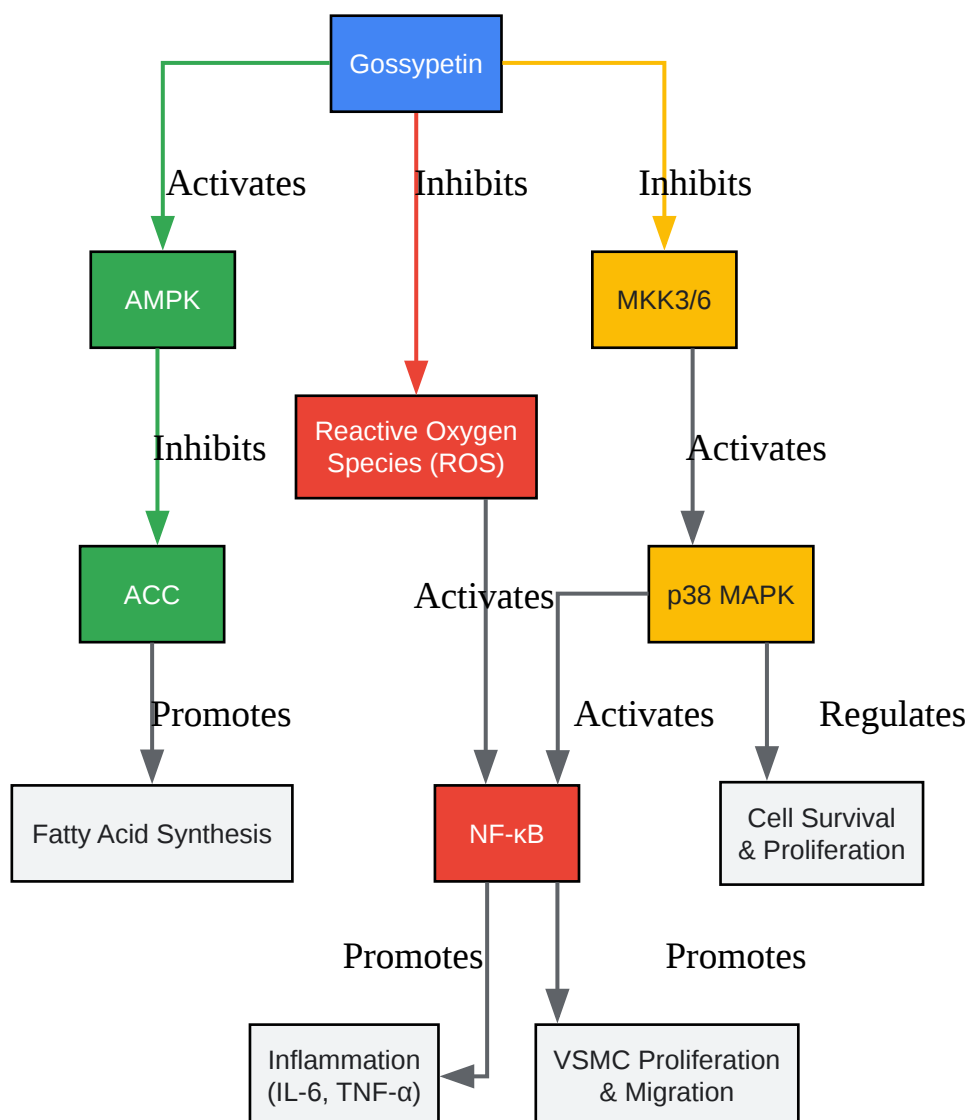 Gossypetin
Activates
Inhibits
Inhibits
AMPK
MKK3/6
Reactive Oxygen
Species (ROS)
Inhibits
Activates
ACC
Activates
p38 MAPK
Promotes
Activates
Regulates
Fatty Acid Synthesis
NF-κB
Cell Survival
& Proliferation
Promotes
Promotes
Inflammation
(IL-6, TNF-α)
VSMC Proliferation
& Migration